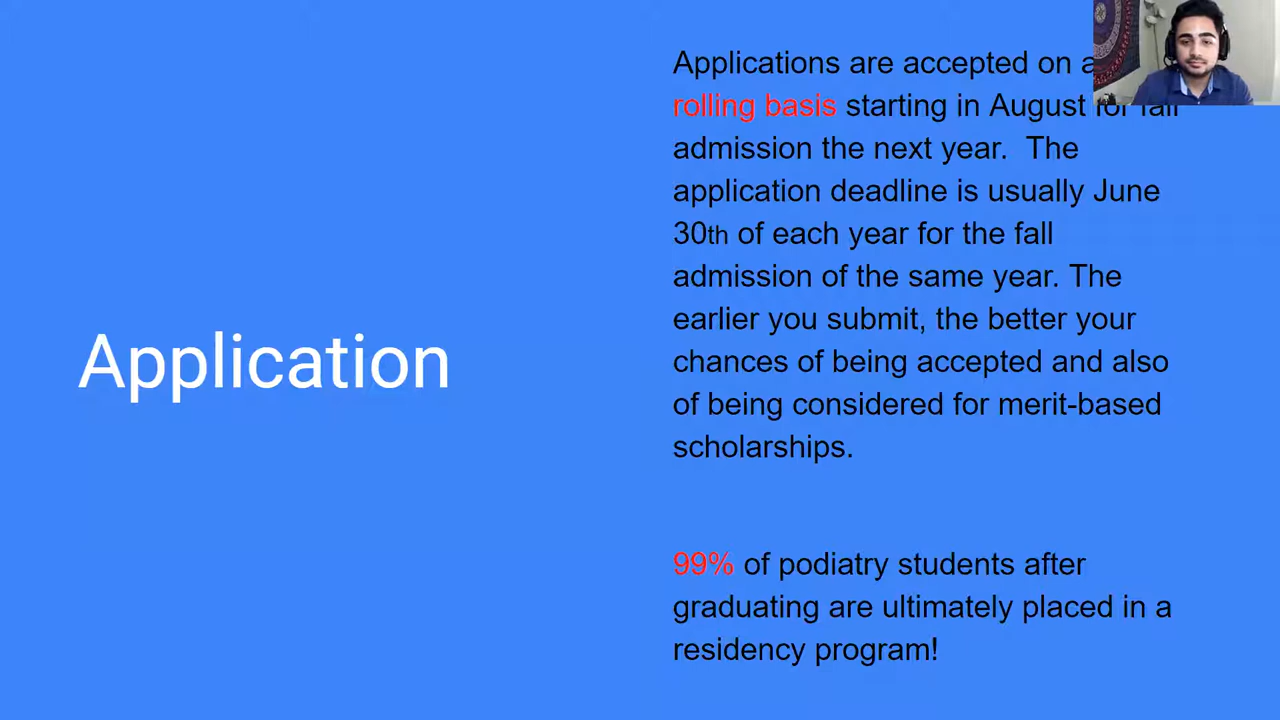 Application
Applications are accepted on a
rolling basis starting in August for fall
admission the next year.  The
application deadline is usually June
30th of each year for the fall
admission of the same year. The
earlier you submit, the better your
chances of being accepted and also
of being considered for merit-based
scholarships.
99% of podiatry students after
graduating are ultimately placed in a
residency program!